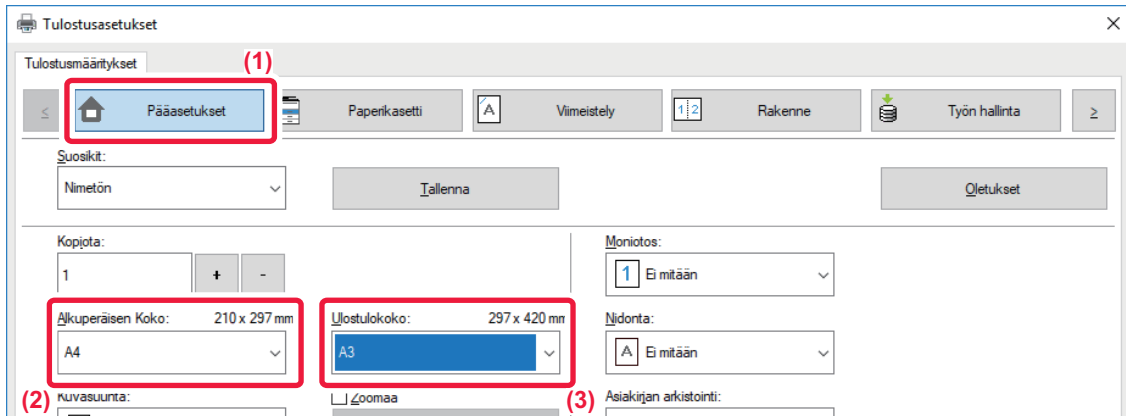 Tulostusasetukset
Tulostusmääritykset
(1)
≤ Pääasetukset Paperikasetti Viimeistely Rakenne Työn hallinta ≥
Suosikit:
Nimetön Tallenna Oletukset
Kopiota: Moniotos:
1 + - 1 Ei mitään
Alkuperäisen Koko: 210 x 297 mm Ulostulokoko: 297 x 420 mm Nidonta:
A4 A3 A Ei mitään
(2) Kuvasuunta: Zoomaa (3) Asiakirjan arkistointi: